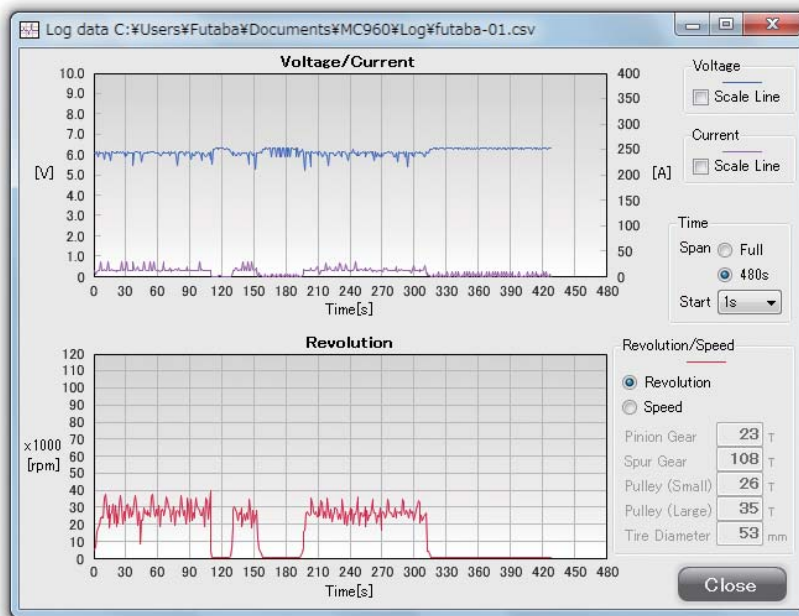 Log data C:¥Users¥Futaba¥Documents¥MC960¥Log¥futaba-01.csv
Voltage/Current
10.0
9.0
8.0
7.0
6.0
5.0
4.0
3.0
2.0
1.0
0
[V]
400
350
300
250
200
150
100
50
0
[A]
0 30 60 90 120 150 180 210 240 270 300 330 360 390 420 450 480
Time[s]
Voltage
Scale Line
Current
Scale Line
Time
Span Full
480s
Start 1s
Revolution
120
110
100
90
80
70
60
50
40
30
20
10
0
x1000
[rpm]
0 30 60 90 120 150 180 210 240 270 300 330 360 390 420 450 480
Time[s]
Revolution/Speed
Revolution
Speed
Pinion Gear 23 T
Spur Gear 108 T
Pulley (Small) 26 T
Pulley (Large) 35 T
Tire Diameter 53 mm
Close